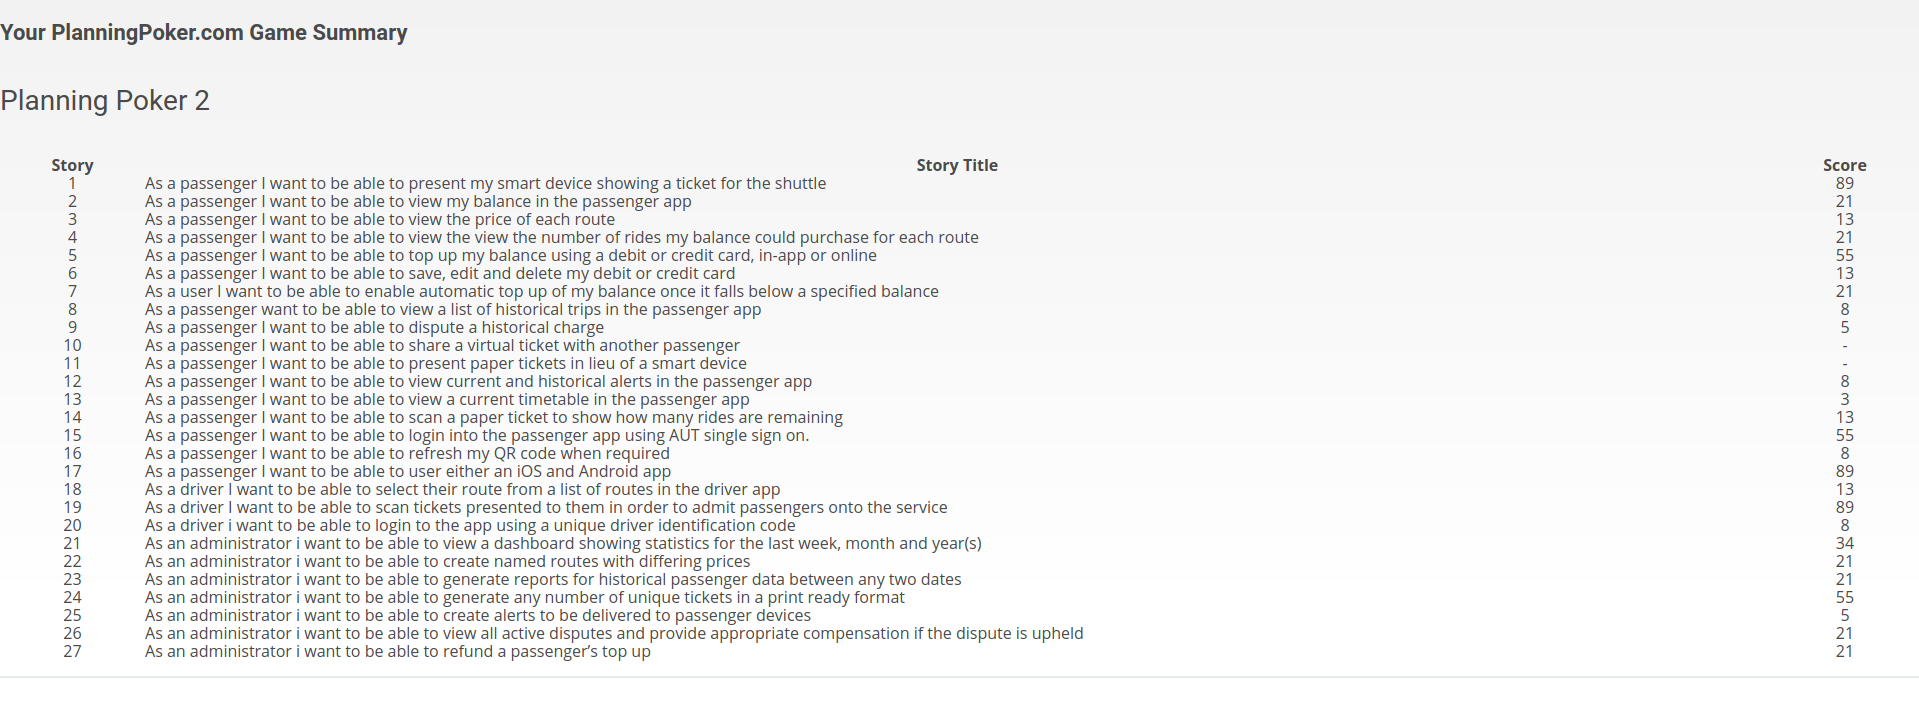 Your PlanningPoker.com Game Summary
Planning Poker 2
Story Story Title Score
1 As a passenger I want to be able to present my smart device showing a ticket for the shuttle 89
2 As a passenger I want to be able to view my balance in the passenger app 21
3 As a passenger I want to be able to view the price of each route 13
4 As a passenger I want to be able to view the view the number of rides my balance could purchase for each route 21
5 As a passenger I want to be able to top up my balance using a debit or credit card, in-app or online 55
6 As a passenger I want to be able to save, edit and delete my debit or credit card 13
7 As a user I want to be able to enable automatic top up of my balance once it falls below a specified balance 21
8 As a passenger want to be able to view a list of historical trips in the passenger app 8
9 As a passenger I want to be able to dispute a historical charge 5
10 As a passenger I want to be able to share a virtual ticket with another passenger -
11 As a passenger I want to be able to present paper tickets in lieu of a smart device -
12 As a passenger I want to be able to view current and historical alerts in the passenger app 8
13 As a passenger I want to be able to view a current timetable in the passenger app 3
14 As a passenger I want to be able to scan a paper ticket to show how many rides are remaining 13
15 As a passenger I want to be able to login into the passenger app using AUT single sign on. 55
16 As a passenger I want to be able to refresh my QR code when required 8
17 As a passenger I want to be able to user either an iOS and Android app 89
18 As a driver I want to be able to select their route from a list of routes in the driver app 13
19 As a driver I want to be able to scan tickets presented to them in order to admit passengers onto the service 89
20 As a driver i want to be able to login to the app using a unique driver identification code 8
21 As an administrator i want to be able to view a dashboard showing statistics for the last week, month and year(s) 34
22 As an administrator i want to be able to create named routes with differing prices 21
23 As an administrator i want to be able to generate reports for historical passenger data between any two dates 21
24 As an administrator i want to be able to generate any number of unique tickets in a print ready format 55
25 As an administrator i want to be able to create alerts to be delivered to passenger devices 5
26 As an administrator i want to be able to view all active disputes and provide appropriate compensation if the dispute is upheld 21
27 As an administrator i want to be able to refund a passenger’s top up 21